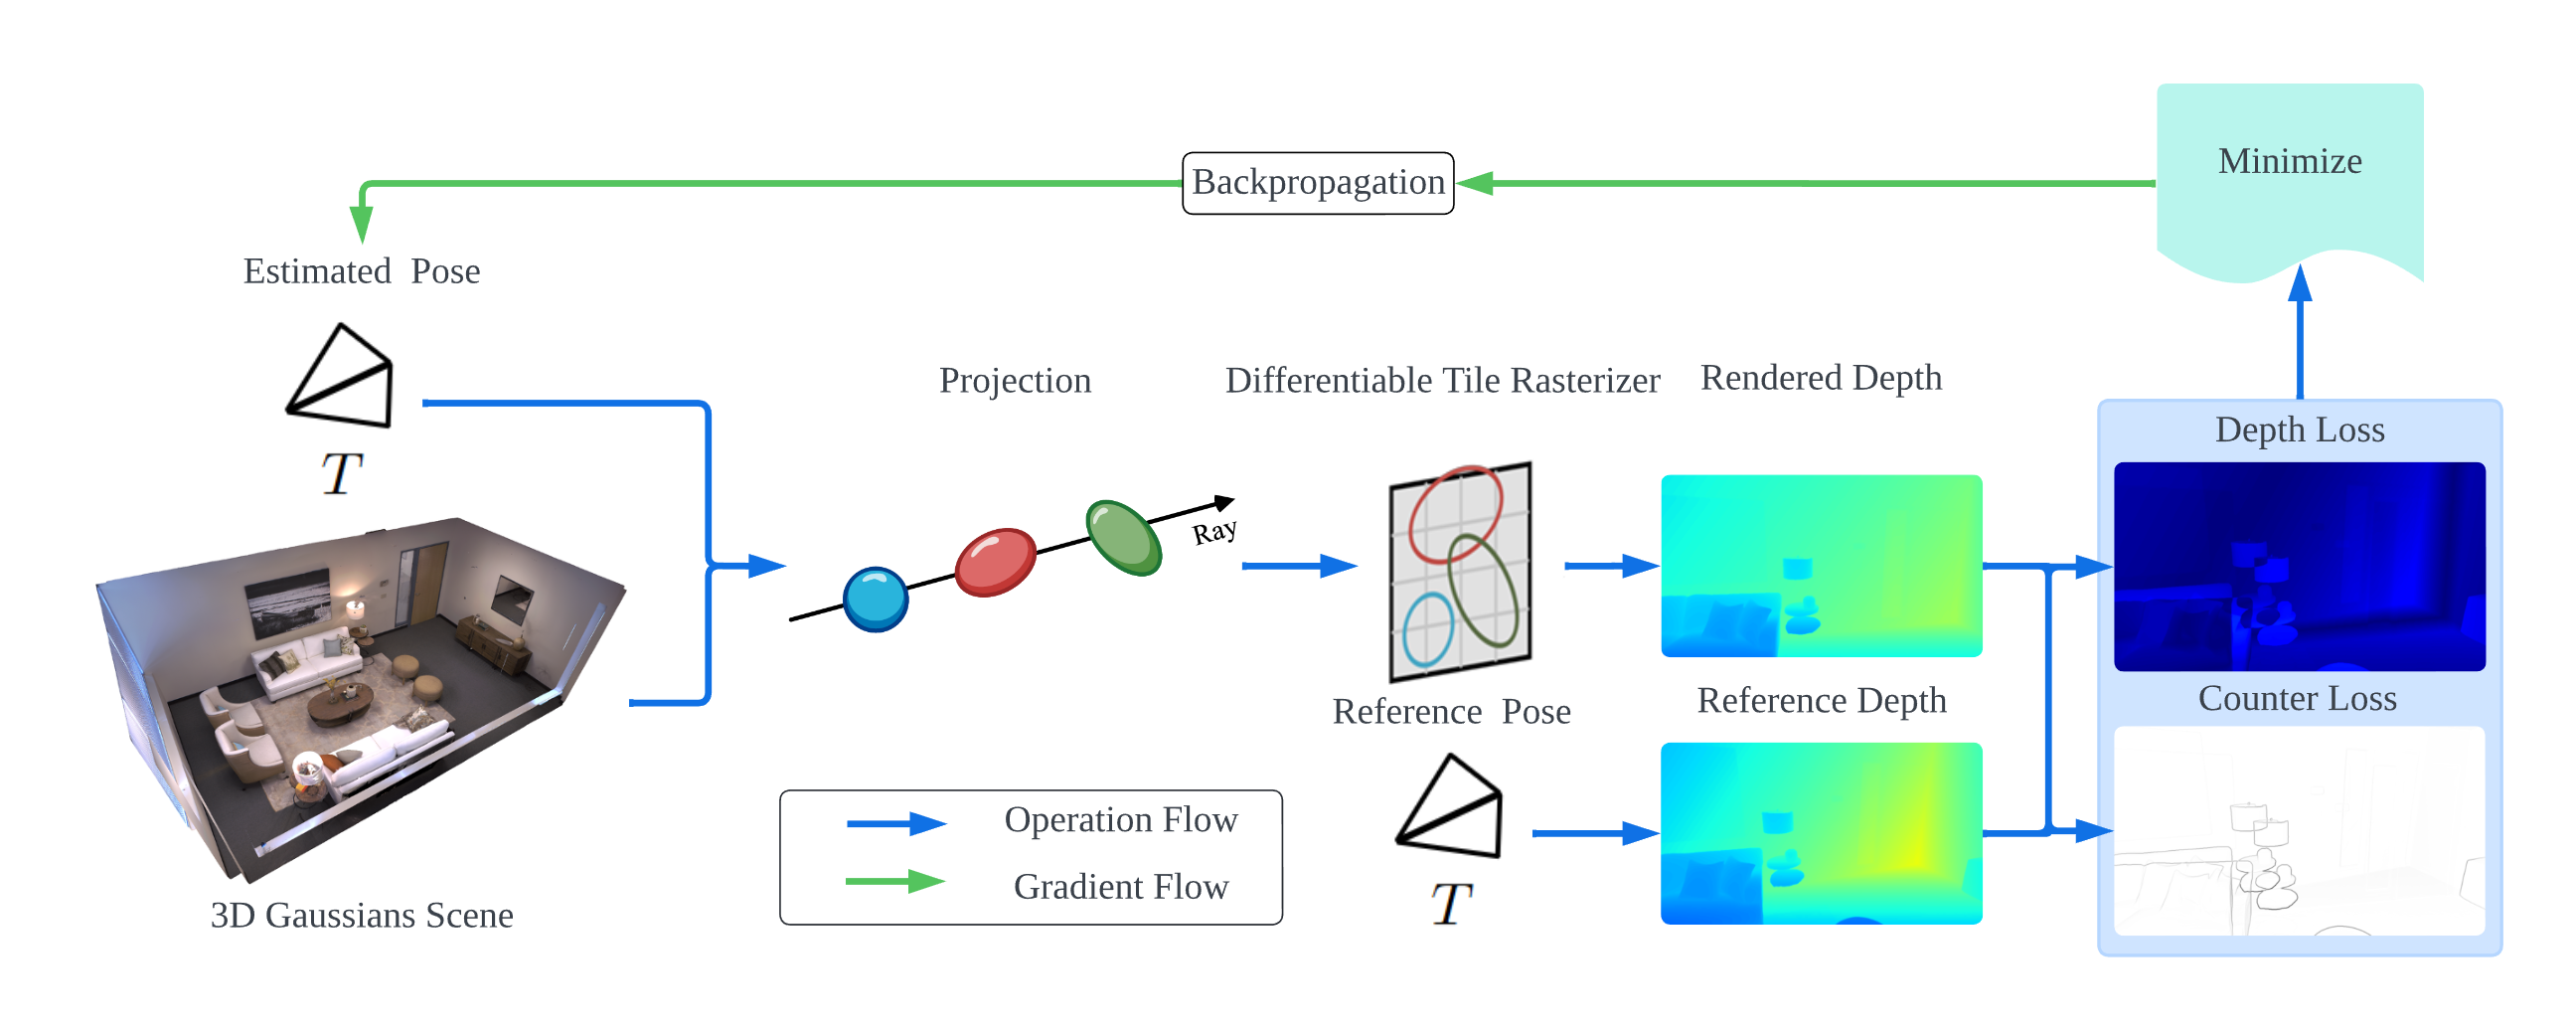 Minimize
Backpropagation
Estimated Pose
T
Projection
Ray
Differentiable Tile Rasterizer
Rendered Depth
Depth Loss
Reference Pose
T
Reference Depth
Counter Loss
3D Gaussians Scene
Operation Flow
Gradient Flow